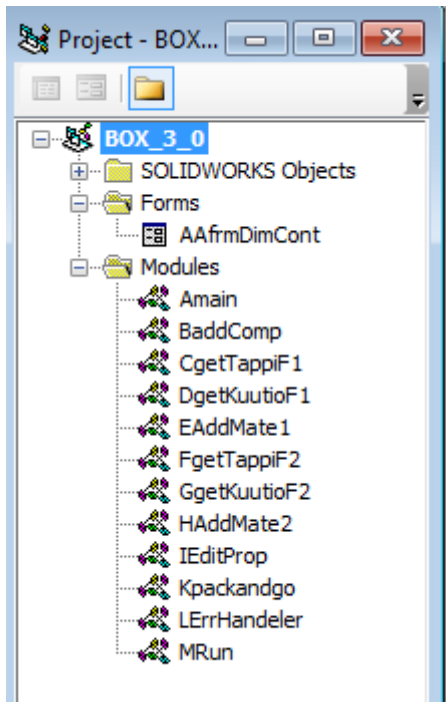 Project - BOX...
BOX_3_0
SOLIDWORKS Objects
Forms
AAfrmDimCont
Modules
Amain
BaddComp
CgetTappiF1
DgetKuutioF1
EAddMate1
FgetTappiF2
GgetKuutioF2
HAddMate2
IEditProp
Kpackandgo
LErrHandeler
MRun